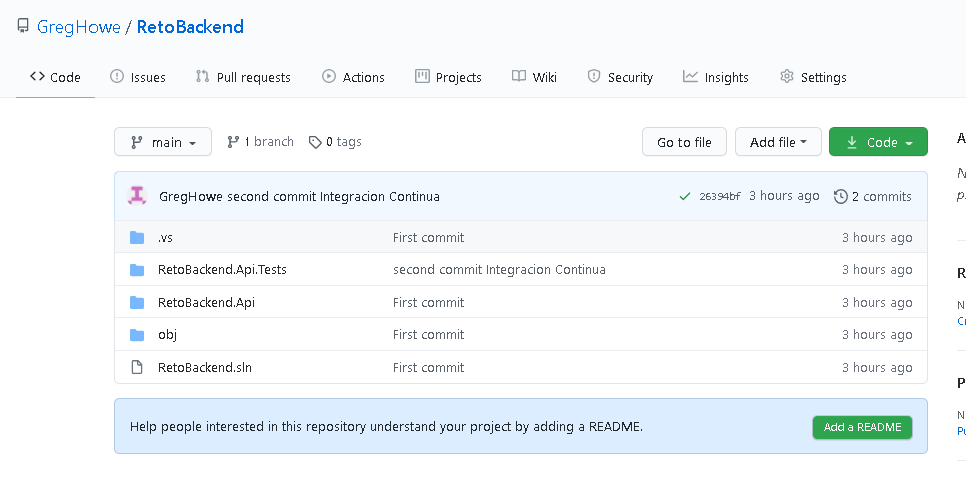 GregHowe / RetoBackend
Code Issues Pull requests Actions Projects Wiki Security Insights Settings
main 1 branch 0 tags Go to file Add file Code
GregHowe second commit Integracion Continua 26394bf 3 hours ago 2 commits
.vs First commit 3 hours ago
RetoBackend.Api.Tests second commit Integracion Continua 3 hours ago
RetoBackend.Api First commit 3 hours ago
obj First commit 3 hours ago
RetoBackend.sln First commit 3 hours ago
Help people interested in this repository understand your project by adding a README. Add a README